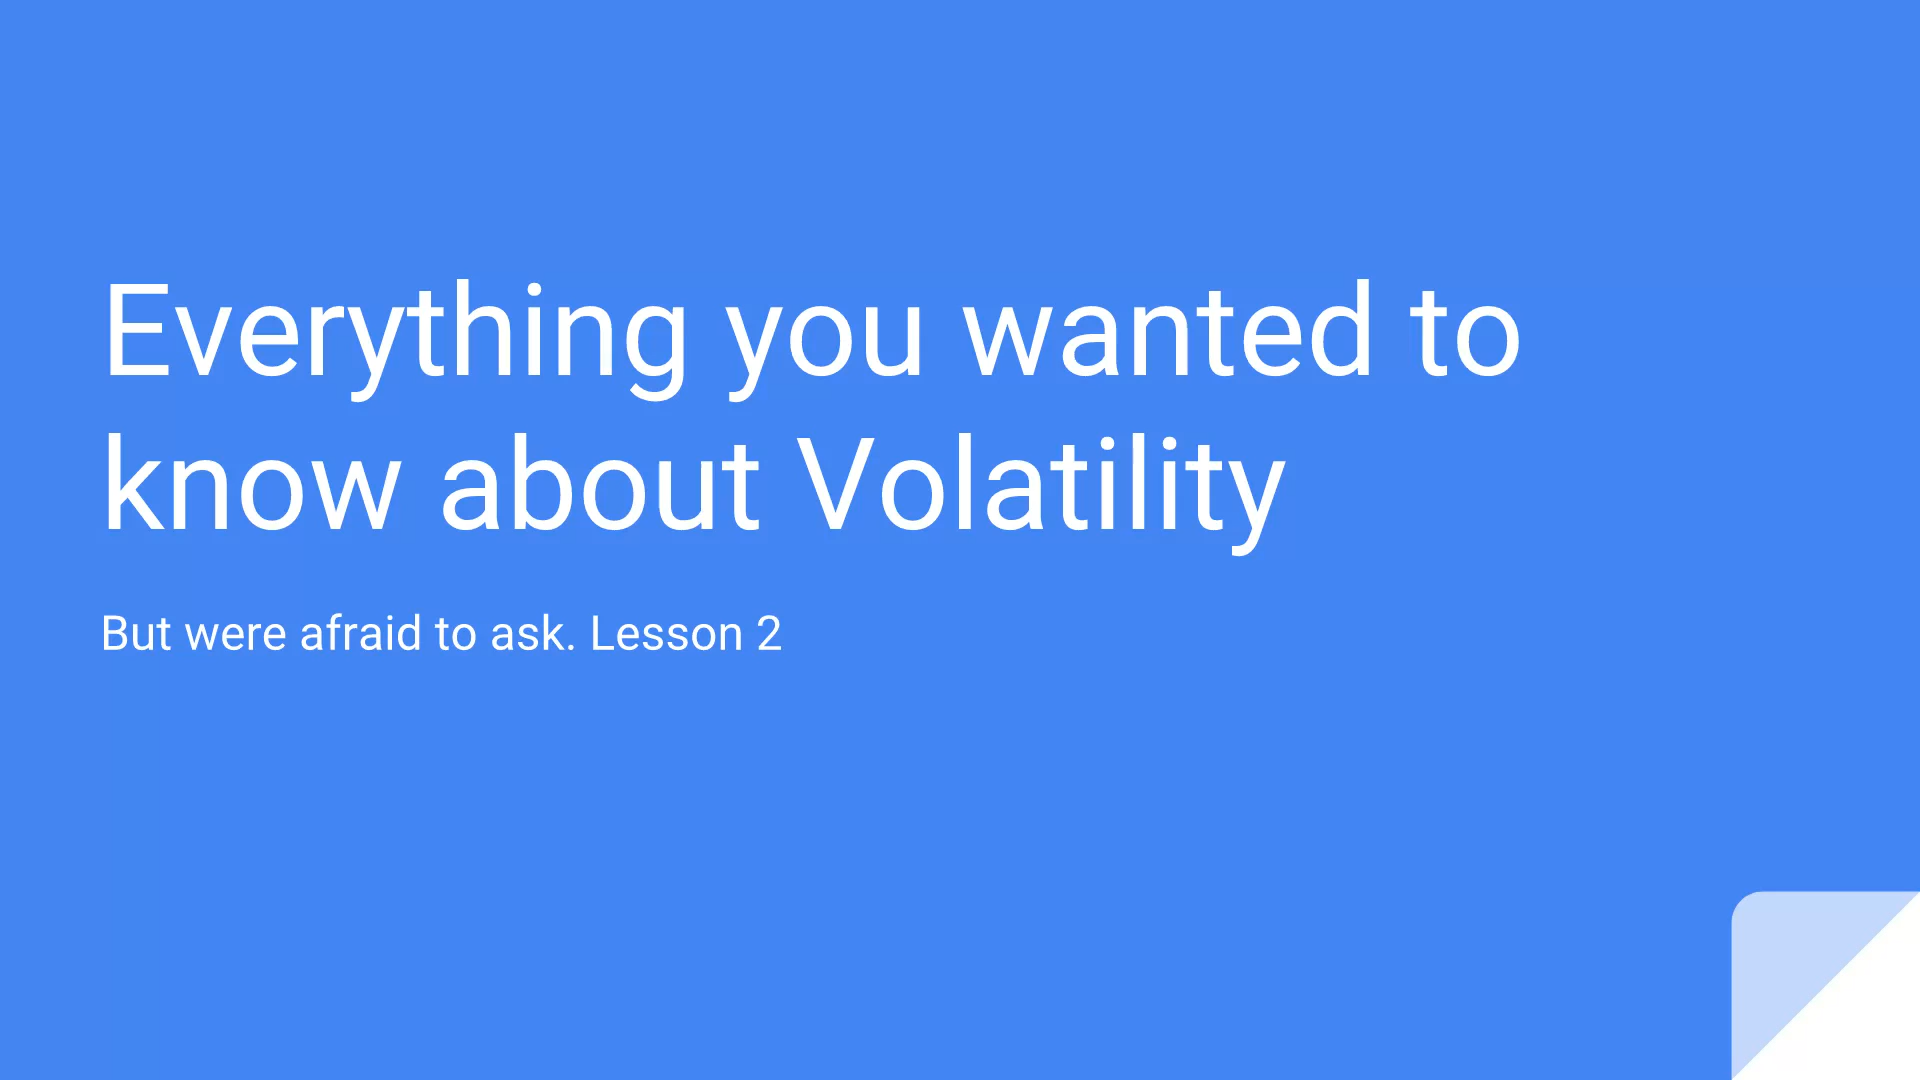 Everything you wanted to
know about Volatility
But were afraid to ask. Lesson 2